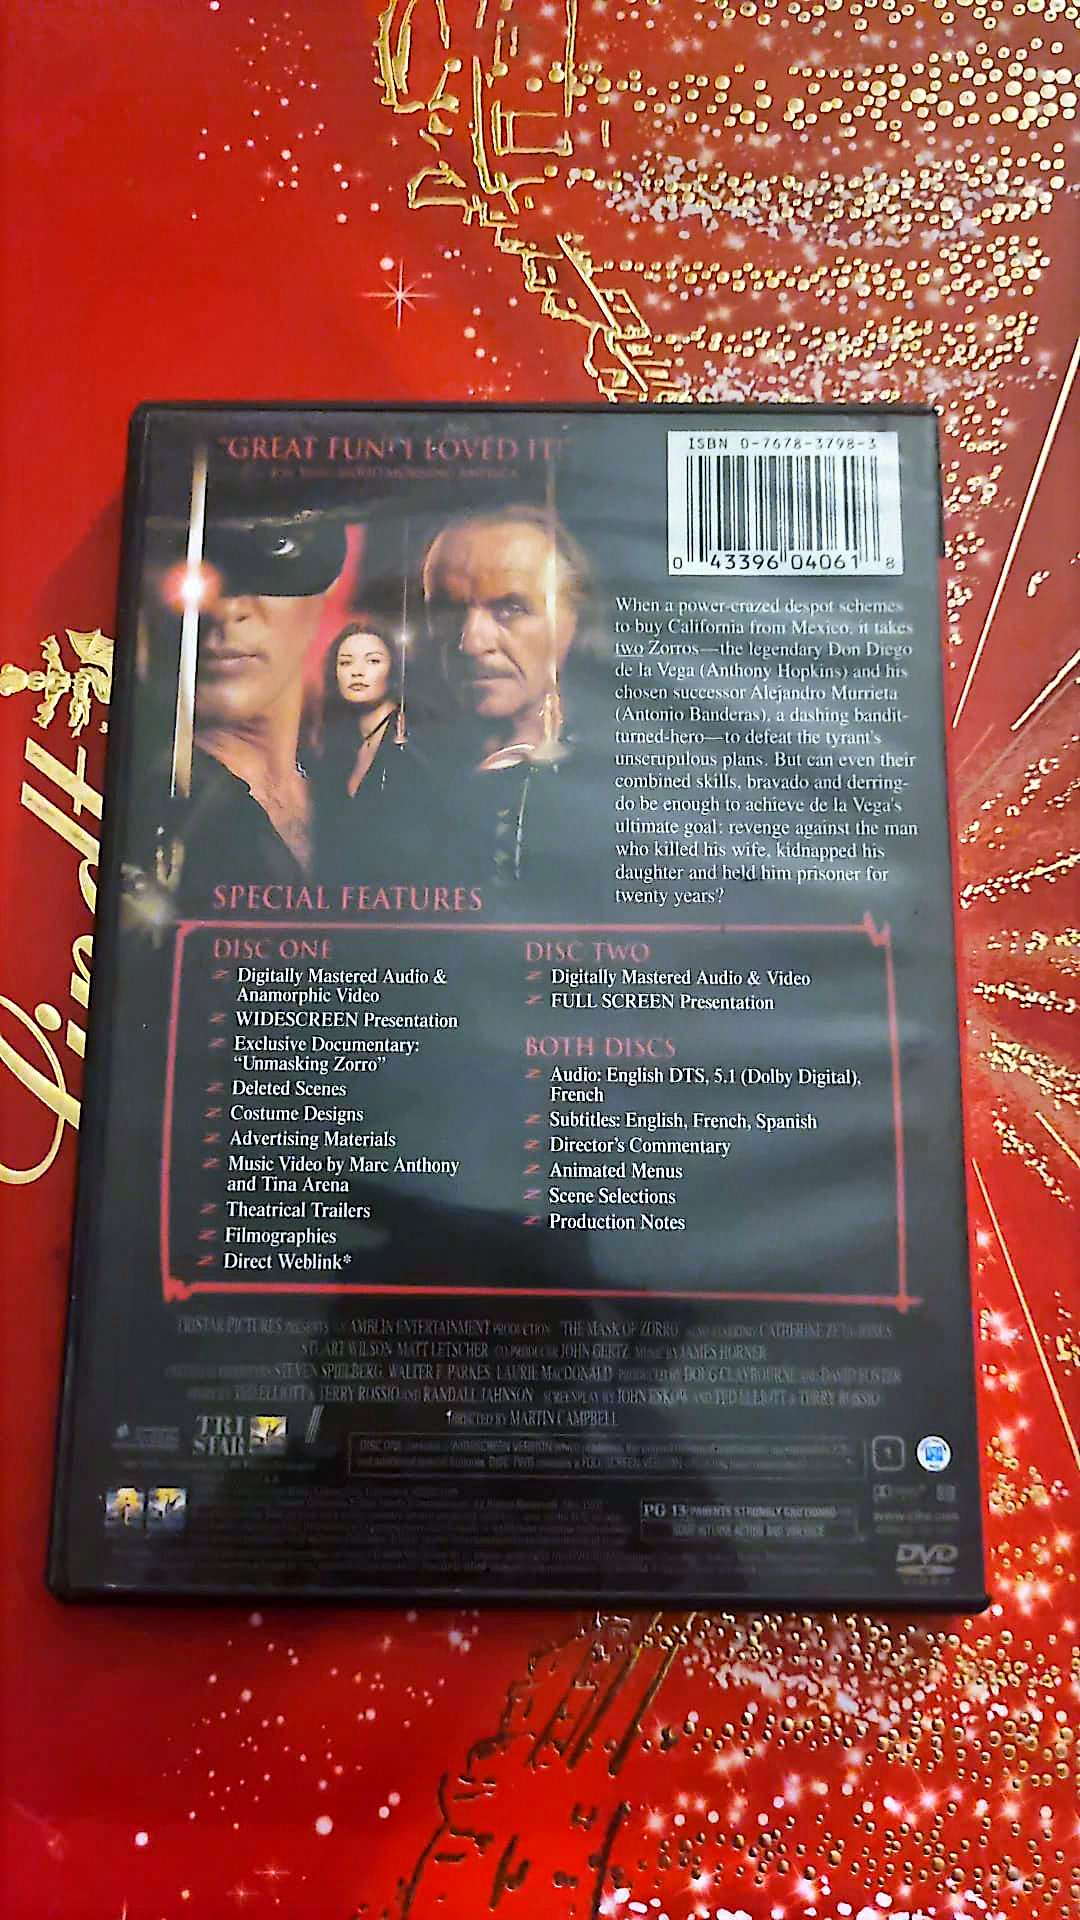 "GREAT FUN! I LOVED IT!"
ISBN 0-7678-3798-3
0 43396 04061 8
When a power-crazed despot schemes
to buy California from Mexico, it takes
two Zorros—the legendary Don Diego
de la Vega (Anthony Hopkins) and his
chosen successor Alejandro Murrieta
(Antonio Banderas), a dashing bandit-
turned-hero—to defeat the tyrant's
unscrupulous plans. But can even their
combined skills, bravado and derring-
do be enough to achieve de la Vega's
ultimate goal: revenge against the man
who killed his wife, kidnapped his
daughter and held him prisoner for
twenty years?
SPECIAL FEATURES
DISC ONE
Digitally Mastered Audio &
Anamorphic Video
WIDESCREEN Presentation
Exclusive Documentary:
"Unmasking Zorro"
Deleted Scenes
Costume Designs
Advertising Materials
Music Video by Marc Anthony
and Tina Arena
Theatrical Trailers
Filmographies
Direct Weblink*
DISC TWO
Digitally Mastered Audio & Video
FULL SCREEN Presentation
BOTH DISCS
Audio: English DTS, 5.1 (Dolby Digital),
French
Subtitles: English, French, Spanish
Director's Commentary
Animated Menus
Scene Selections
Production Notes
TRISTAR PICTURES PRESENTS AN AMBLIN ENTERTAINMENT PRODUCTION "THE MASK OF ZORRO" CATHERINE ZETA-JONES
STUART WILSON MATT LETSCHER CO-PRODUCER JOHN GERTZ MUSIC BY JAMES HORNER
STEVEN SPIELBERG WALTER F. PARKES LAURIE MACDONALD PRODUCED BY DOUG CLAYBOURNE AND DAVID FOSTER
TED ELLIOTT & TERRY ROSSIO AND RANDALL JAHNSON SCREENPLAY BY JOHN ESKOW AND TED ELLIOTT & TERRY ROSSIO
DIRECTED BY MARTIN CAMPBELL
TRI
STAR
1
PG-13 PARENTS STRONGLY CAUTIONED
DVD
VIDEO
Lindt